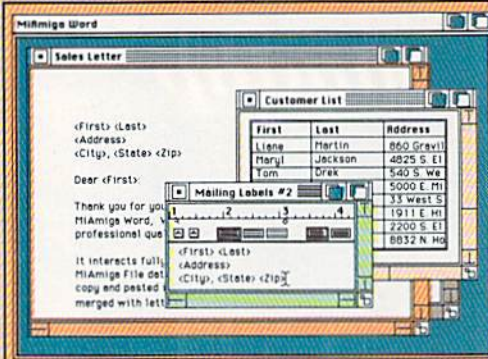 MiAmiga Word
Sales Letter
<First> <Last>
<Address>
<City>, <State> <Zip>
Dear <First>:
Thank you for you
MiAmiga Word,
professional qua
It interacts fully
MiAmiga File dat
copy and pasted
merged with lett
Customer List
First Last Address
Liane Martin 860 Gravil
Maryl Jackson 4825 S. El
Tom Drek 540 S. We
5000 E. Mi
33 West S
1911 E. Hi
2200 S. El
8832 N. Ho
Mailing Labels #2
1 2 3 4
<First> <Last>
<Address>
<City>, <State> <Zip>